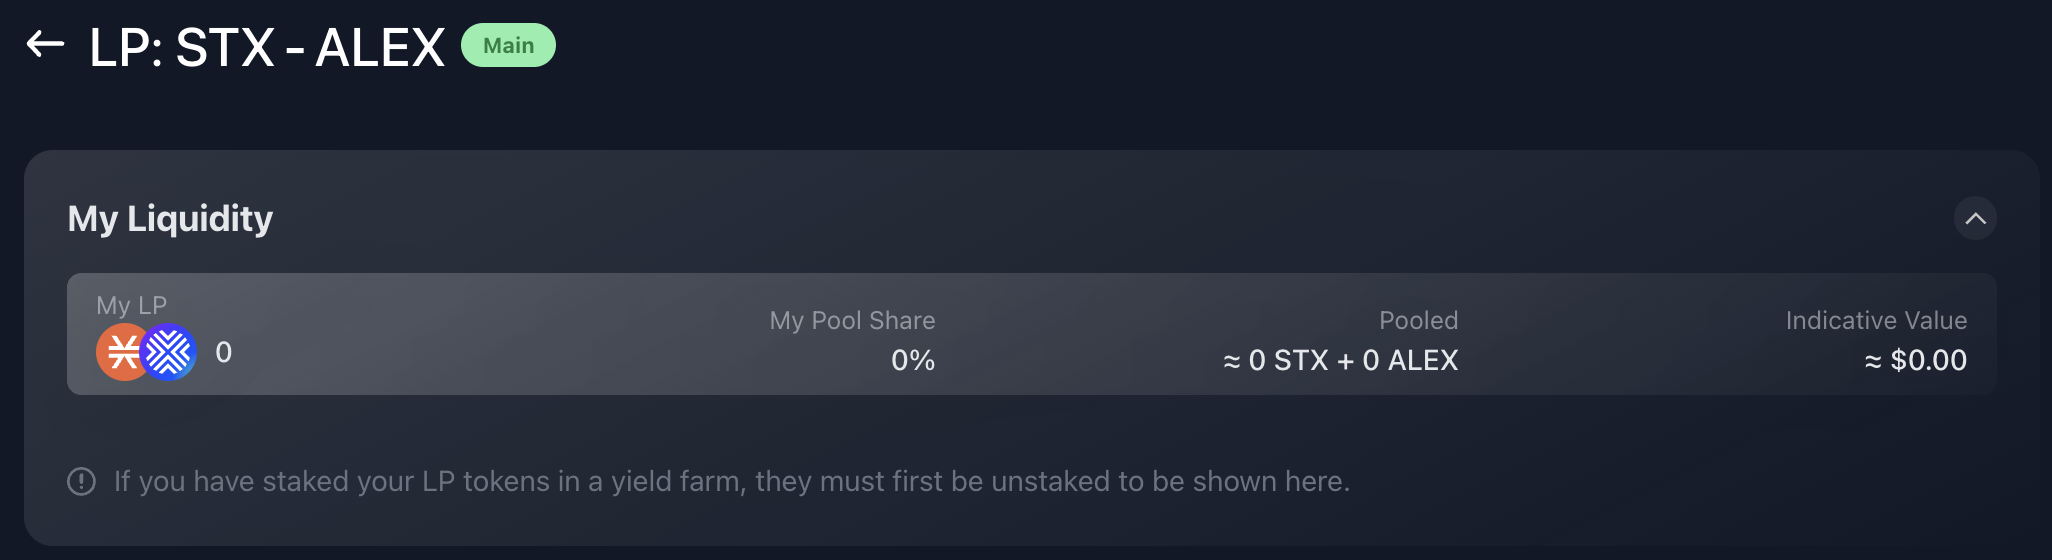 LP: STX - ALEX Main
My Liquidity
My LP
0
My Pool Share
0%
Pooled
≈ 0 STX + 0 ALEX
Indicative Value
≈ $0.00
If you have staked your LP tokens in a yield farm, they must first be unstaked to be shown here.